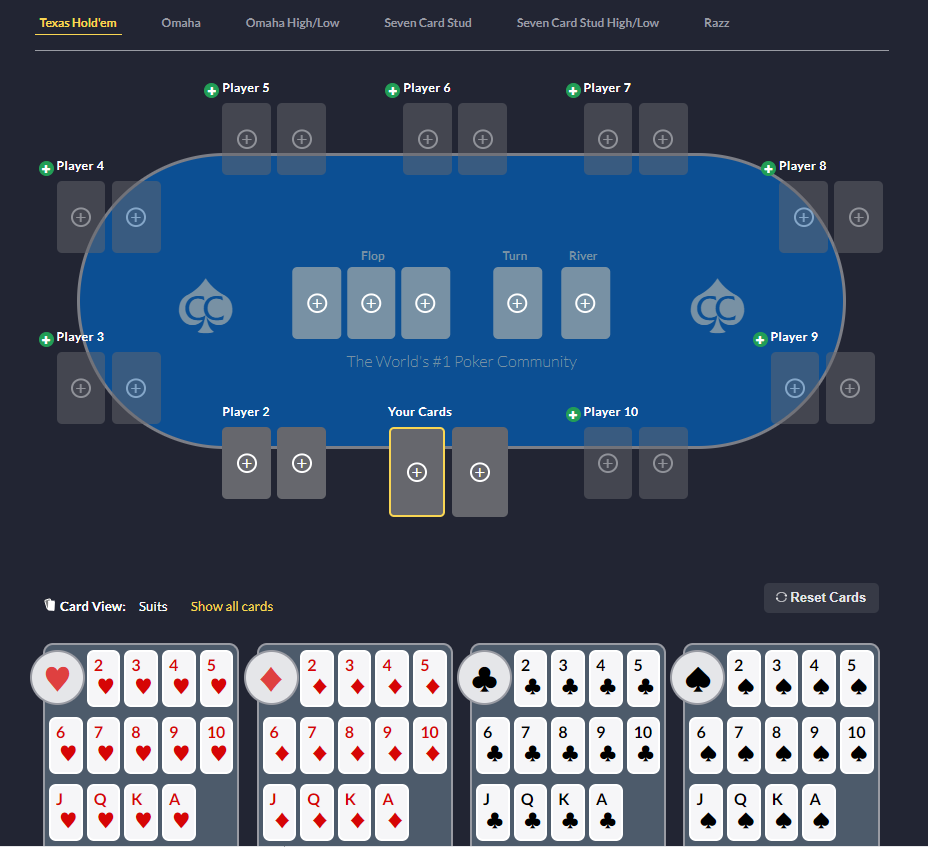 Texas Hold'em Omaha Omaha High/Low Seven Card Stud Seven Card Stud High/Low Razz
Player 5 Player 6 Player 7
Player 4 Player 8
Flop Turn River
CC CC
Player 3 Player 9
The World's #1 Poker Community
Player 2 Your Cards Player 10
Card View: Suits Show all cards Reset Cards
2 3 4 5 2 3 4 5 2 3 4 5 2 3 4 5
6 7 8 9 10 6 7 8 9 10 6 7 8 9 10 6 7 8 9 10
J Q K A J Q K A J Q K A J Q K A